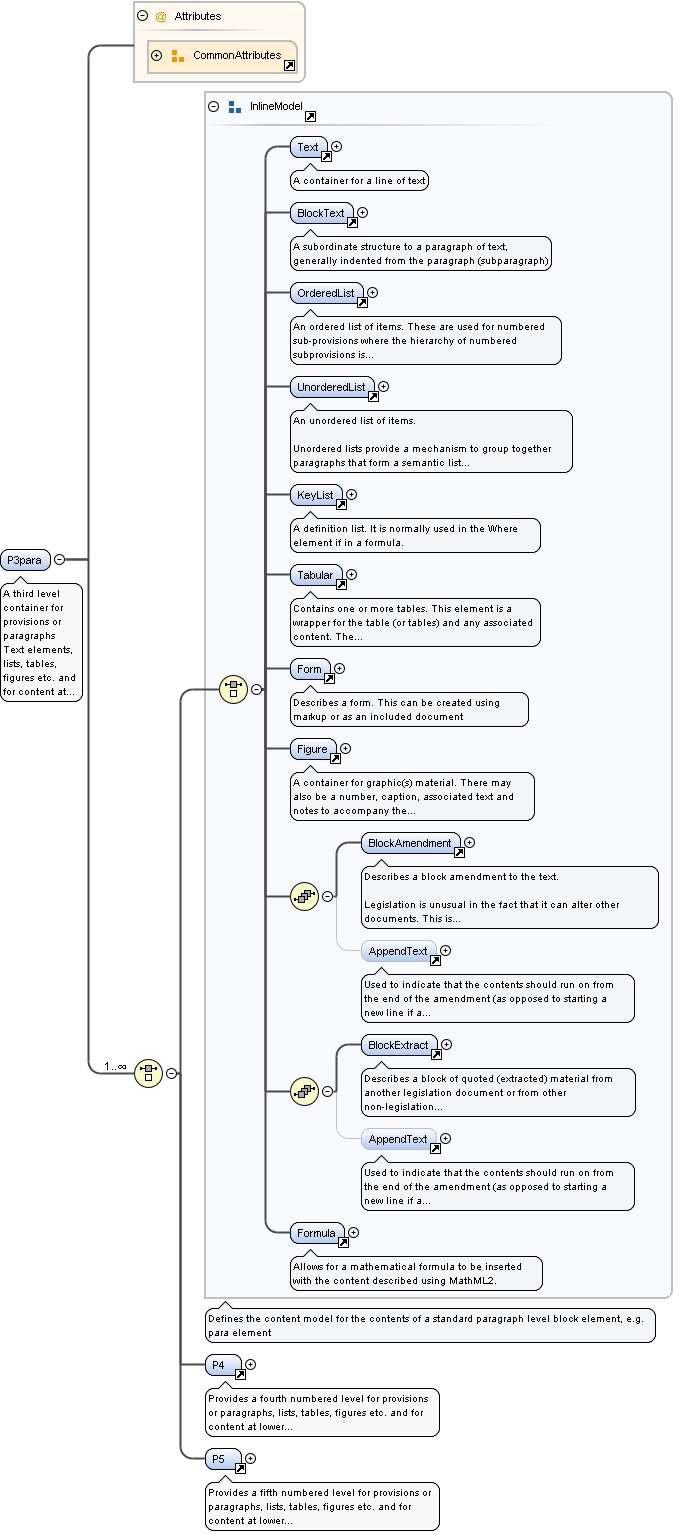 Attributes
CommonAttributes
InlineModel
Text
A container for a line of text
BlockText
A subordinate structure to a paragraph of text,
generally indented from the paragraph (subparagraph)
OrderedList
An ordered list of items. These are used for numbered
sub-provisions where the hierarchy of numbered
subprovisions is...
UnorderedList
An unordered list of items.
Unordered lists provide a mechanism to group together
paragraphs that form a semantic list...
KeyList
A definition list. It is normally used in the Where
element if in a formula.
Tabular
Contains one or more tables. This element is a
wrapper for the table (or tables) and any associated
content. The...
P3para
A third level
container for
provisions or
paragraphs
Text elements,
lists, tables,
figures etc. and
for content at...
Form
Describes a form. This can be created using
markup or as an included document
Figure
A container for graphic(s) material. There may
also be a number, caption, associated text and
notes to accompany the...
BlockAmendment
Describes a block amendment to the text.
Legislation is unusual in the fact that it can alter other
documents. This is...
AppendText
Used to indicate that the contents should run on from
the end of the amendment (as opposed to starting a
new line if a...
BlockExtract
Describes a block of quoted (extracted) material from
another legislation document or from other
non-legislation...
1..∞
AppendText
Used to indicate that the contents should run on from
the end of the amendment (as opposed to starting a
new line if a...
Formula
Allows for a mathematical formula to be inserted
with the content described using MathML2.
Defines the content model for the contents of a standard paragraph level block element, e.g.
para element
P4
Provides a fourth numbered level for provisions
or paragraphs, lists, tables, figures etc. and for
content at lower...
P5
Provides a fifth numbered level for provisions or
paragraphs, lists, tables, figures etc. and for
content at lower...